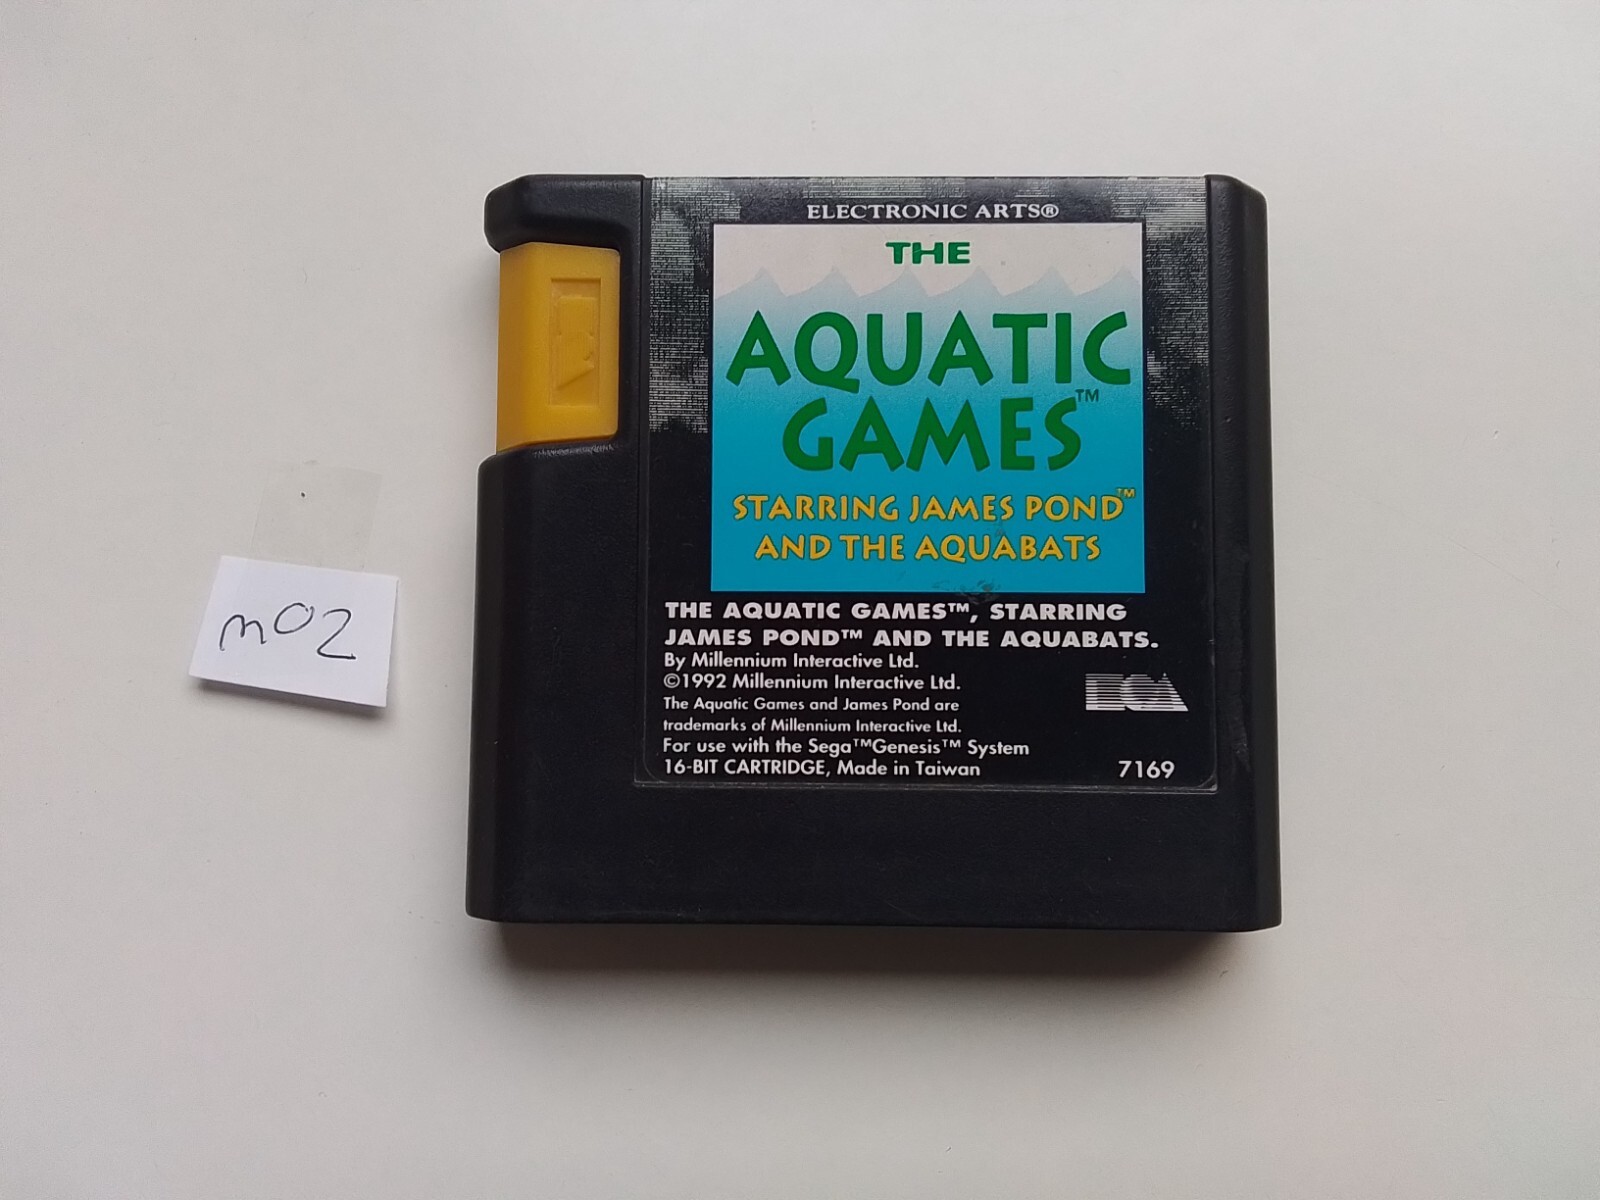 ELECTRONIC ARTS®
THE
AQUATIC
GAMES™
STARRING JAMES POND™
AND THE AQUABATS
THE AQUATIC GAMES™, STARRING
JAMES POND™ AND THE AQUABATS.
By Millennium Interactive Ltd.
©1992 Millennium Interactive Ltd.
The Aquatic Games and James Pond are
trademarks of Millennium Interactive Ltd.
For use with the Sega™Genesis™ System
16-BIT CARTRIDGE, Made in Taiwan
EA
7169
m02